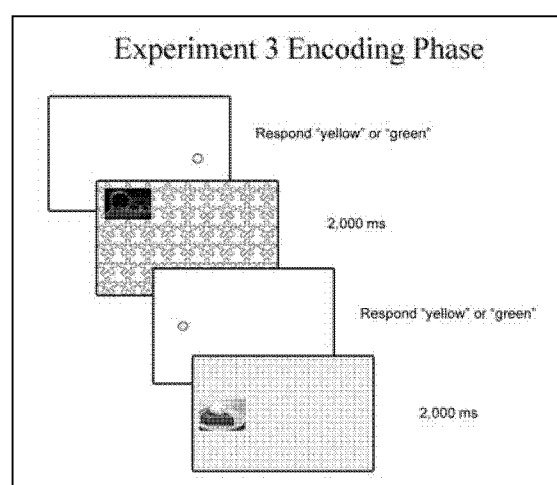 Experiment 3 Encoding Phase
Respond "yellow" or "green"
2,000 ms
Respond "yellow" or "green"
2,000 ms